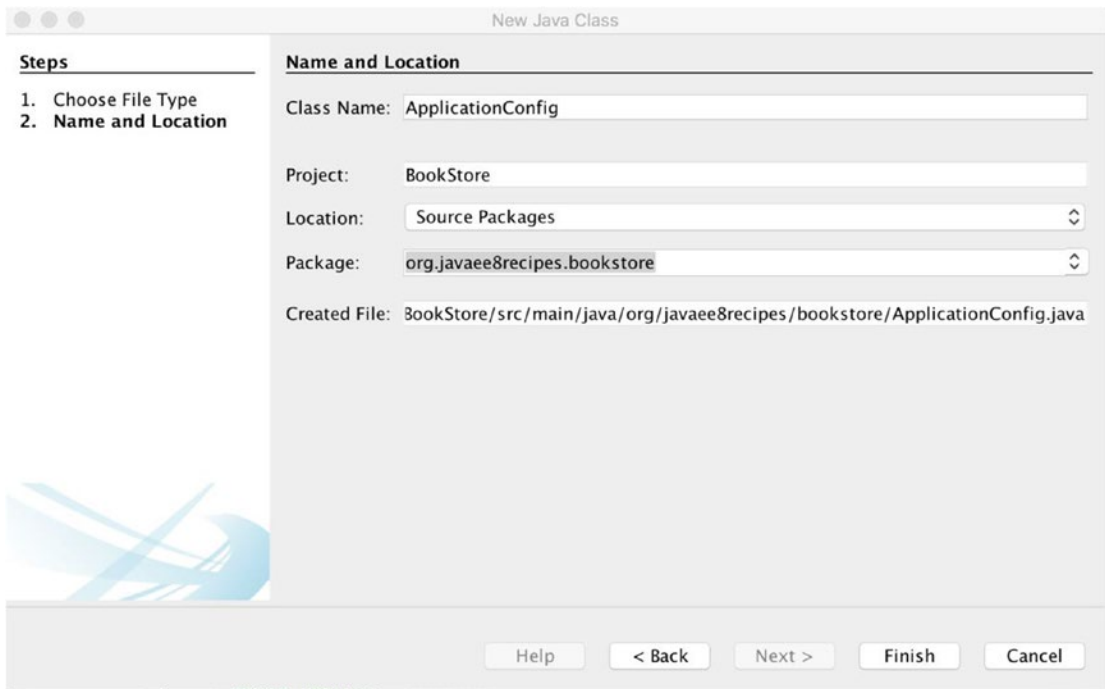 New Java Class
Steps
1. Choose File Type
2. Name and Location
Name and Location
Class Name: ApplicationConfig
Project: BookStore
Location: Source Packages
Package: org.javaee8recipes.bookstore
Created File: BookStore/src/main/java/org/javaee8recipes/bookstore/ApplicationConfig.java
Help < Back Next > Finish Cancel